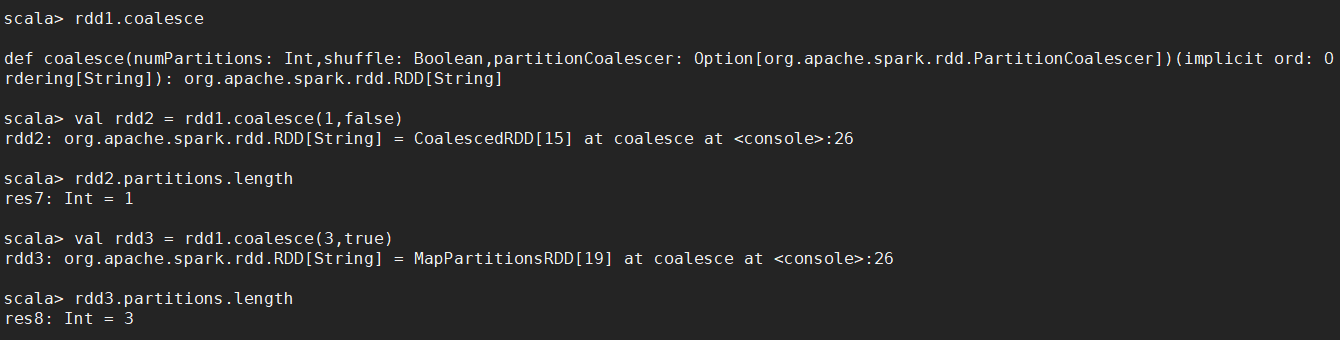 scala> rdd1.coalesce
def coalesce(numPartitions: Int,shuffle: Boolean,partitionCoalescer: Option[org.apache.spark.rdd.PartitionCoalescer])(implicit ord: O
rdering[String]): org.apache.spark.rdd.RDD[String]
scala> val rdd2 = rdd1.coalesce(1,false)
rdd2: org.apache.spark.rdd.RDD[String] = CoalescedRDD[15] at coalesce at <console>:26
scala> rdd2.partitions.length
res7: Int = 1
scala> val rdd3 = rdd1.coalesce(3,true)
rdd3: org.apache.spark.rdd.RDD[String] = MapPartitionsRDD[19] at coalesce at <console>:26
scala> rdd3.partitions.length
res8: Int = 3